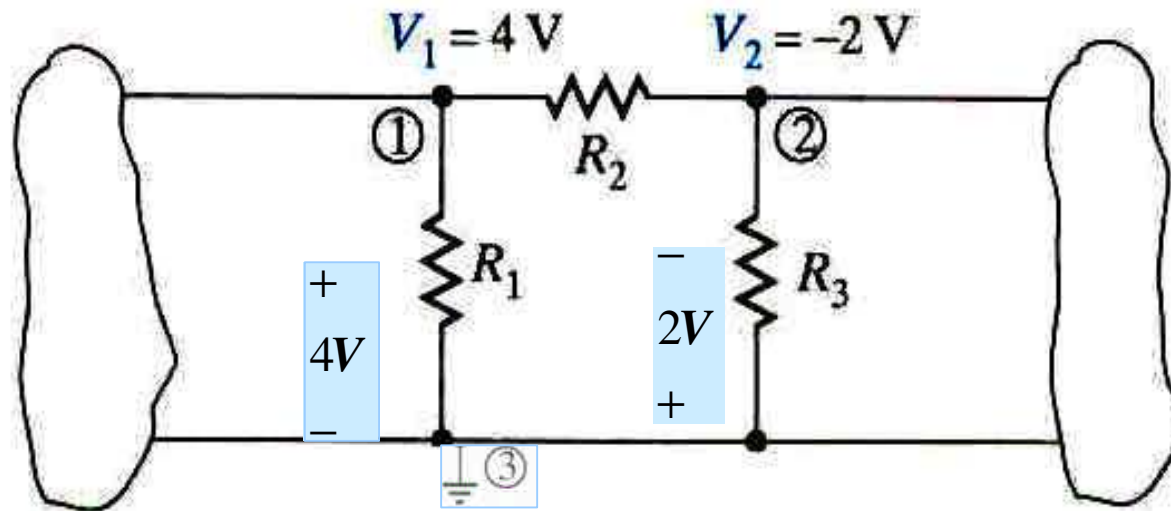 V₁ = 4 V
V₂ = –2 V
①
R₂
②
+
4V
–
R₁
–
2V
+
R₃
③